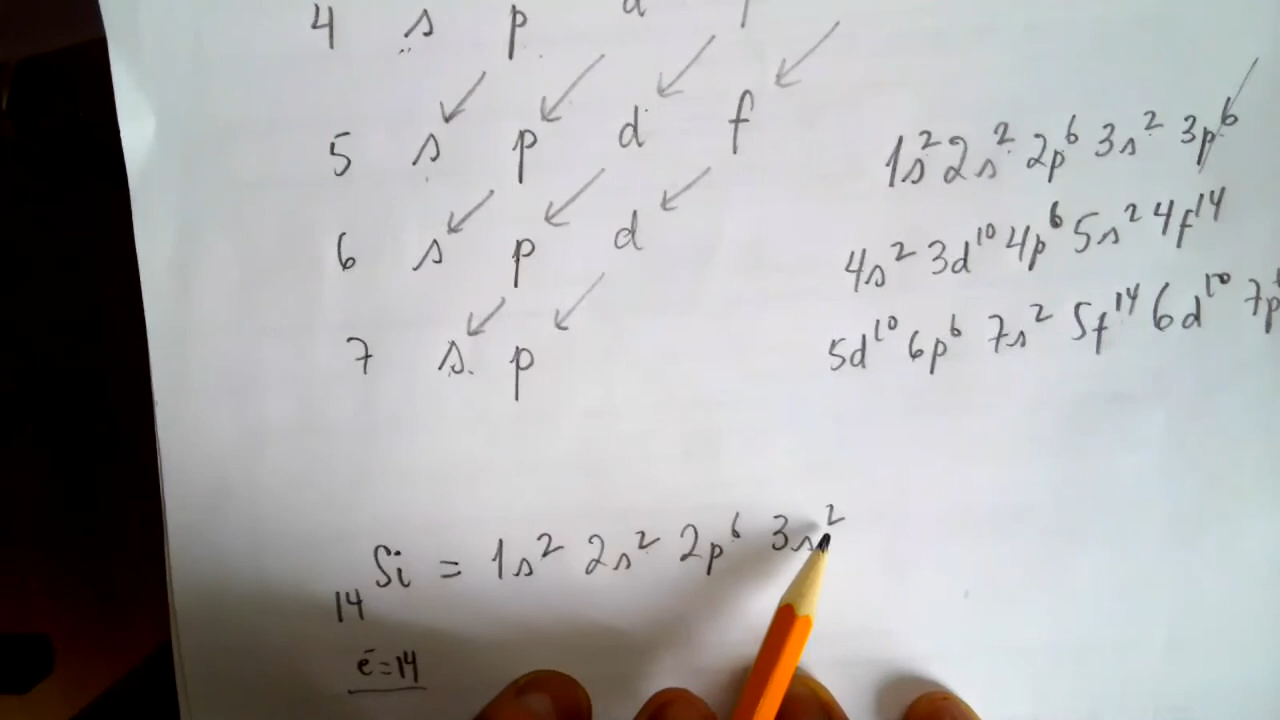 4 s p d f
5 s p d f
6 s p d
7 s p
1s² 2s² 2p⁶ 3s² 3p⁶
4s² 3d¹⁰ 4p⁶ 5s² 4f¹⁴
5d¹⁰ 6p⁶ 7s² 5f¹⁴ 6d¹⁰ 7p
₁₄Si = 1s² 2s² 2p⁶ 3s²
e̅=14